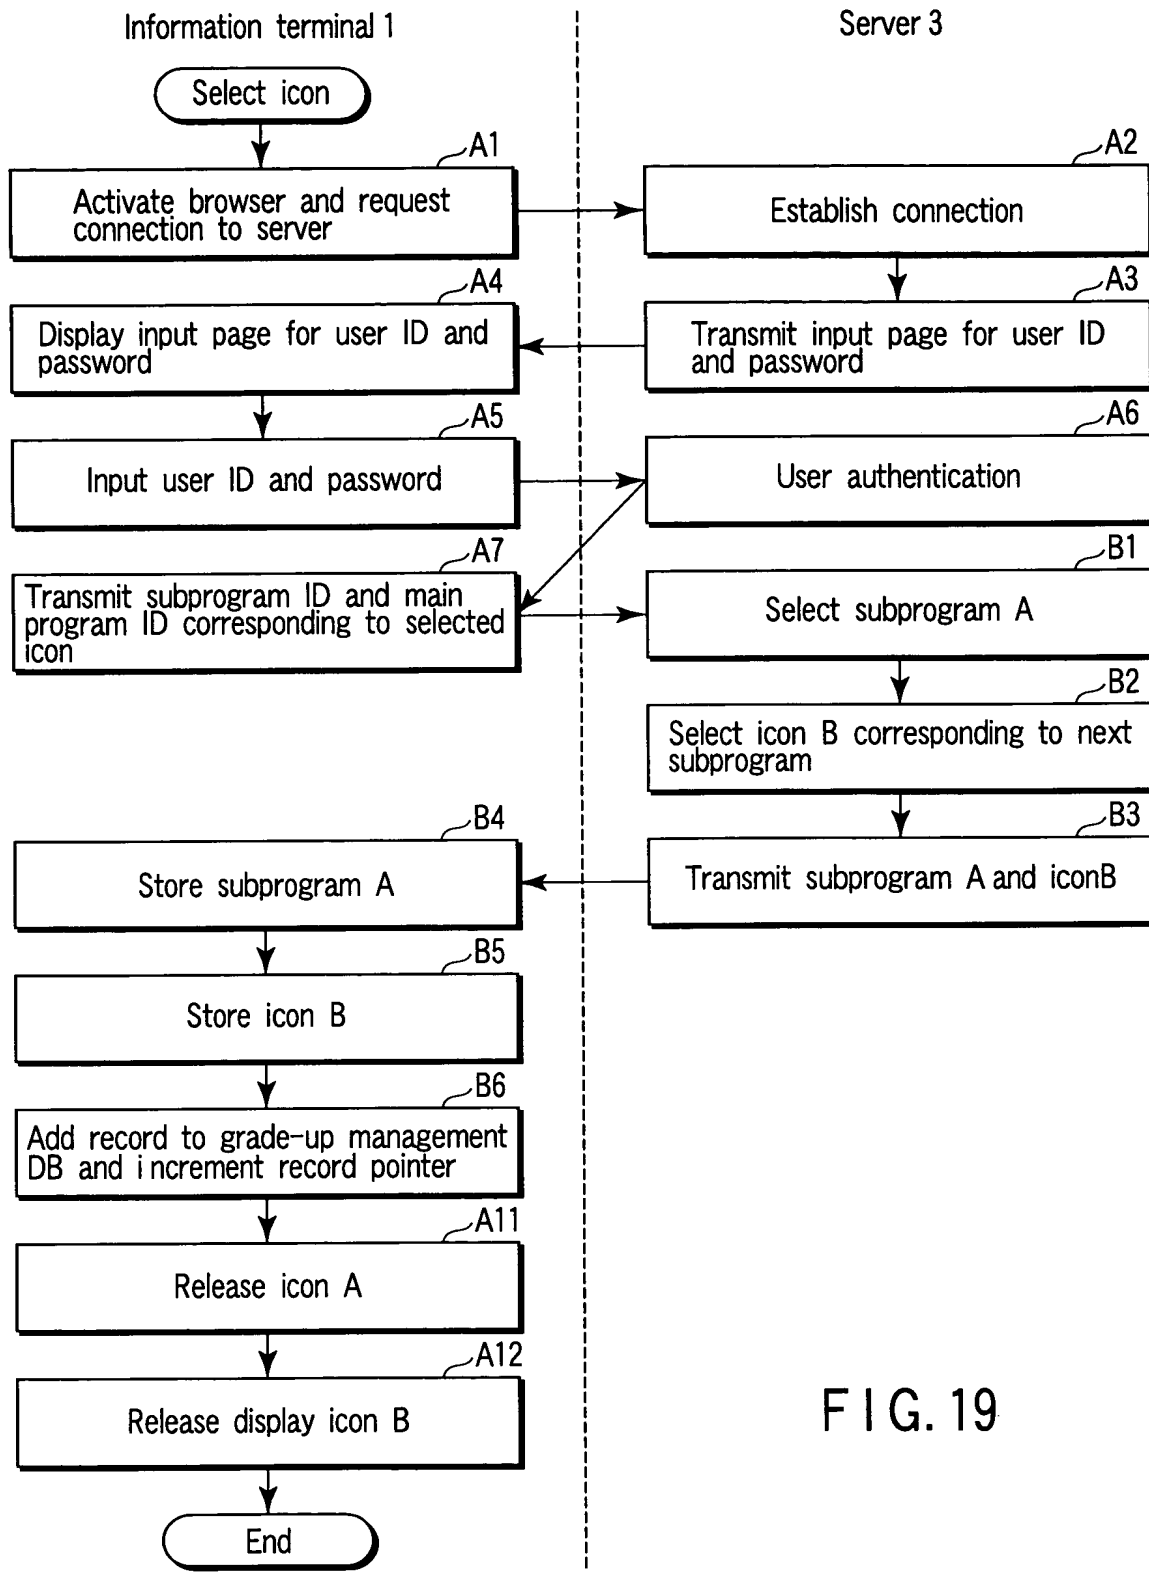 Information terminal 1
Server 3
Select icon
A1
Activate browser and request
connection to server
A2
Establish connection
A4
Display input page for user ID and
password
A3
Transmit input page for user ID
and password
A5
Input user ID and password
A6
User authentication
A7
Transmit subprogram ID and main
program ID corresponding to selected
icon
B1
Select subprogram A
B2
Select icon B corresponding to next
subprogram
B3
Transmit subprogram A and iconB
B4
Store subprogram A
B5
Store icon B
B6
Add record to grade-up management
DB and increment record pointer
A11
Release icon A
A12
Release display icon B
End
FIG. 19